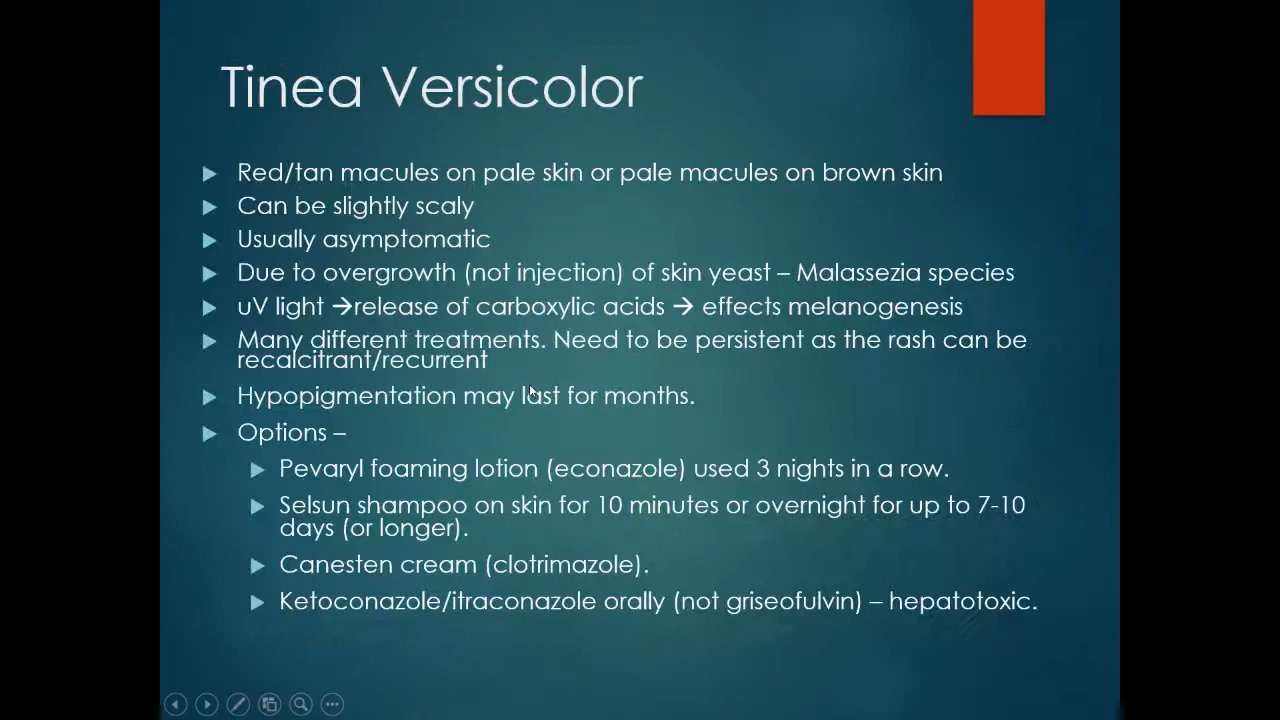 Tinea Versicolor
Red/tan macules on pale skin or pale macules on brown skin
Can be slightly scaly
Usually asymptomatic
Due to overgrowth (not injection) of skin yeast – Malassezia species
uV light →release of carboxylic acids → effects melanogenesis
Many different treatments. Need to be persistent as the rash can be
recalcitrant/recurrent
Hypopigmentation may last for months.
Options –
Pevaryl foaming lotion (econazole) used 3 nights in a row.
Selsun shampoo on skin for 10 minutes or overnight for up to 7-10
days (or longer).
Canesten cream (clotrimazole).
Ketoconazole/itraconazole orally (not griseofulvin) – hepatotoxic.